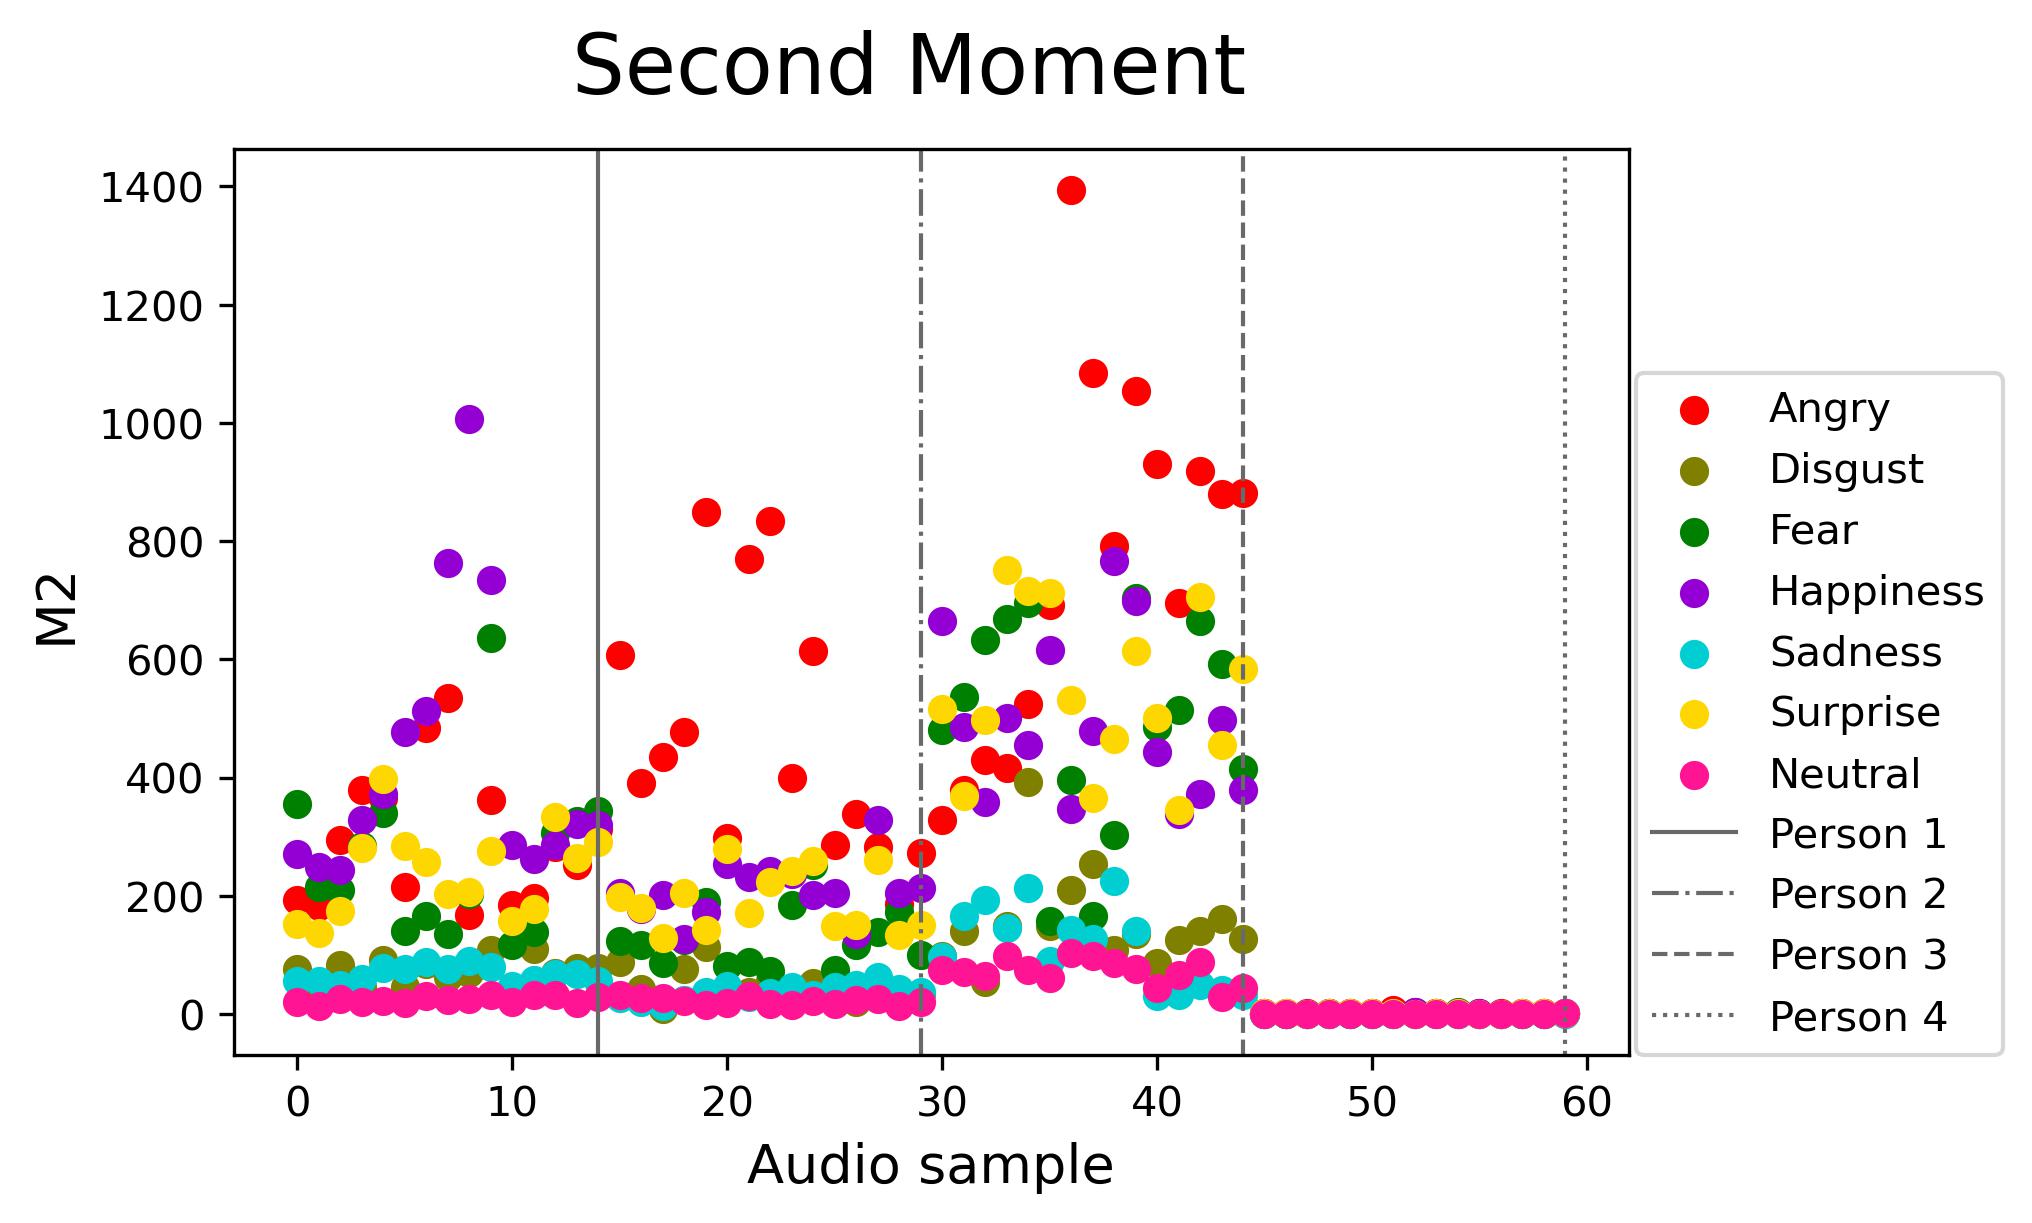 Second Moment
1400
1200
1000
800
600
400
200
0
M2
0 10 20 30 40 50 60
Audio sample
Angry
Disgust
Fear
Happiness
Sadness
Surprise
Neutral
Person 1
Person 2
Person 3
Person 4